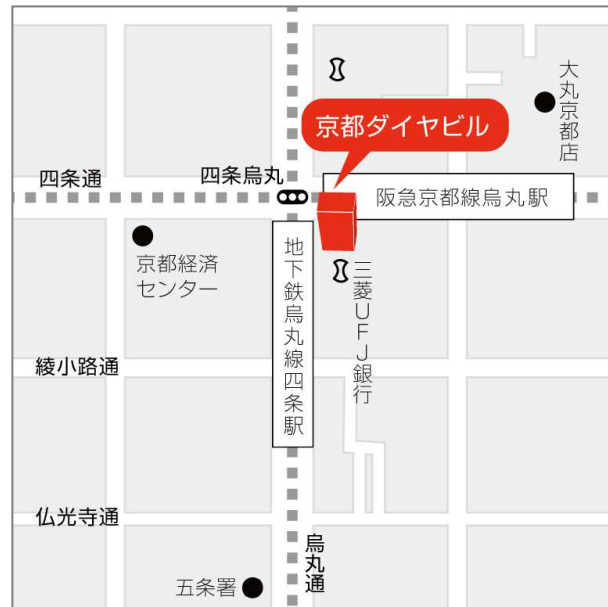 大丸京都店
京都ダイヤビル
四条通
四条烏丸
阪急京都線烏丸駅
京都経済
センター
地下鉄烏丸線四条駅
三菱UFJ銀行
綾小路通
仏光寺通
烏丸通
五条署